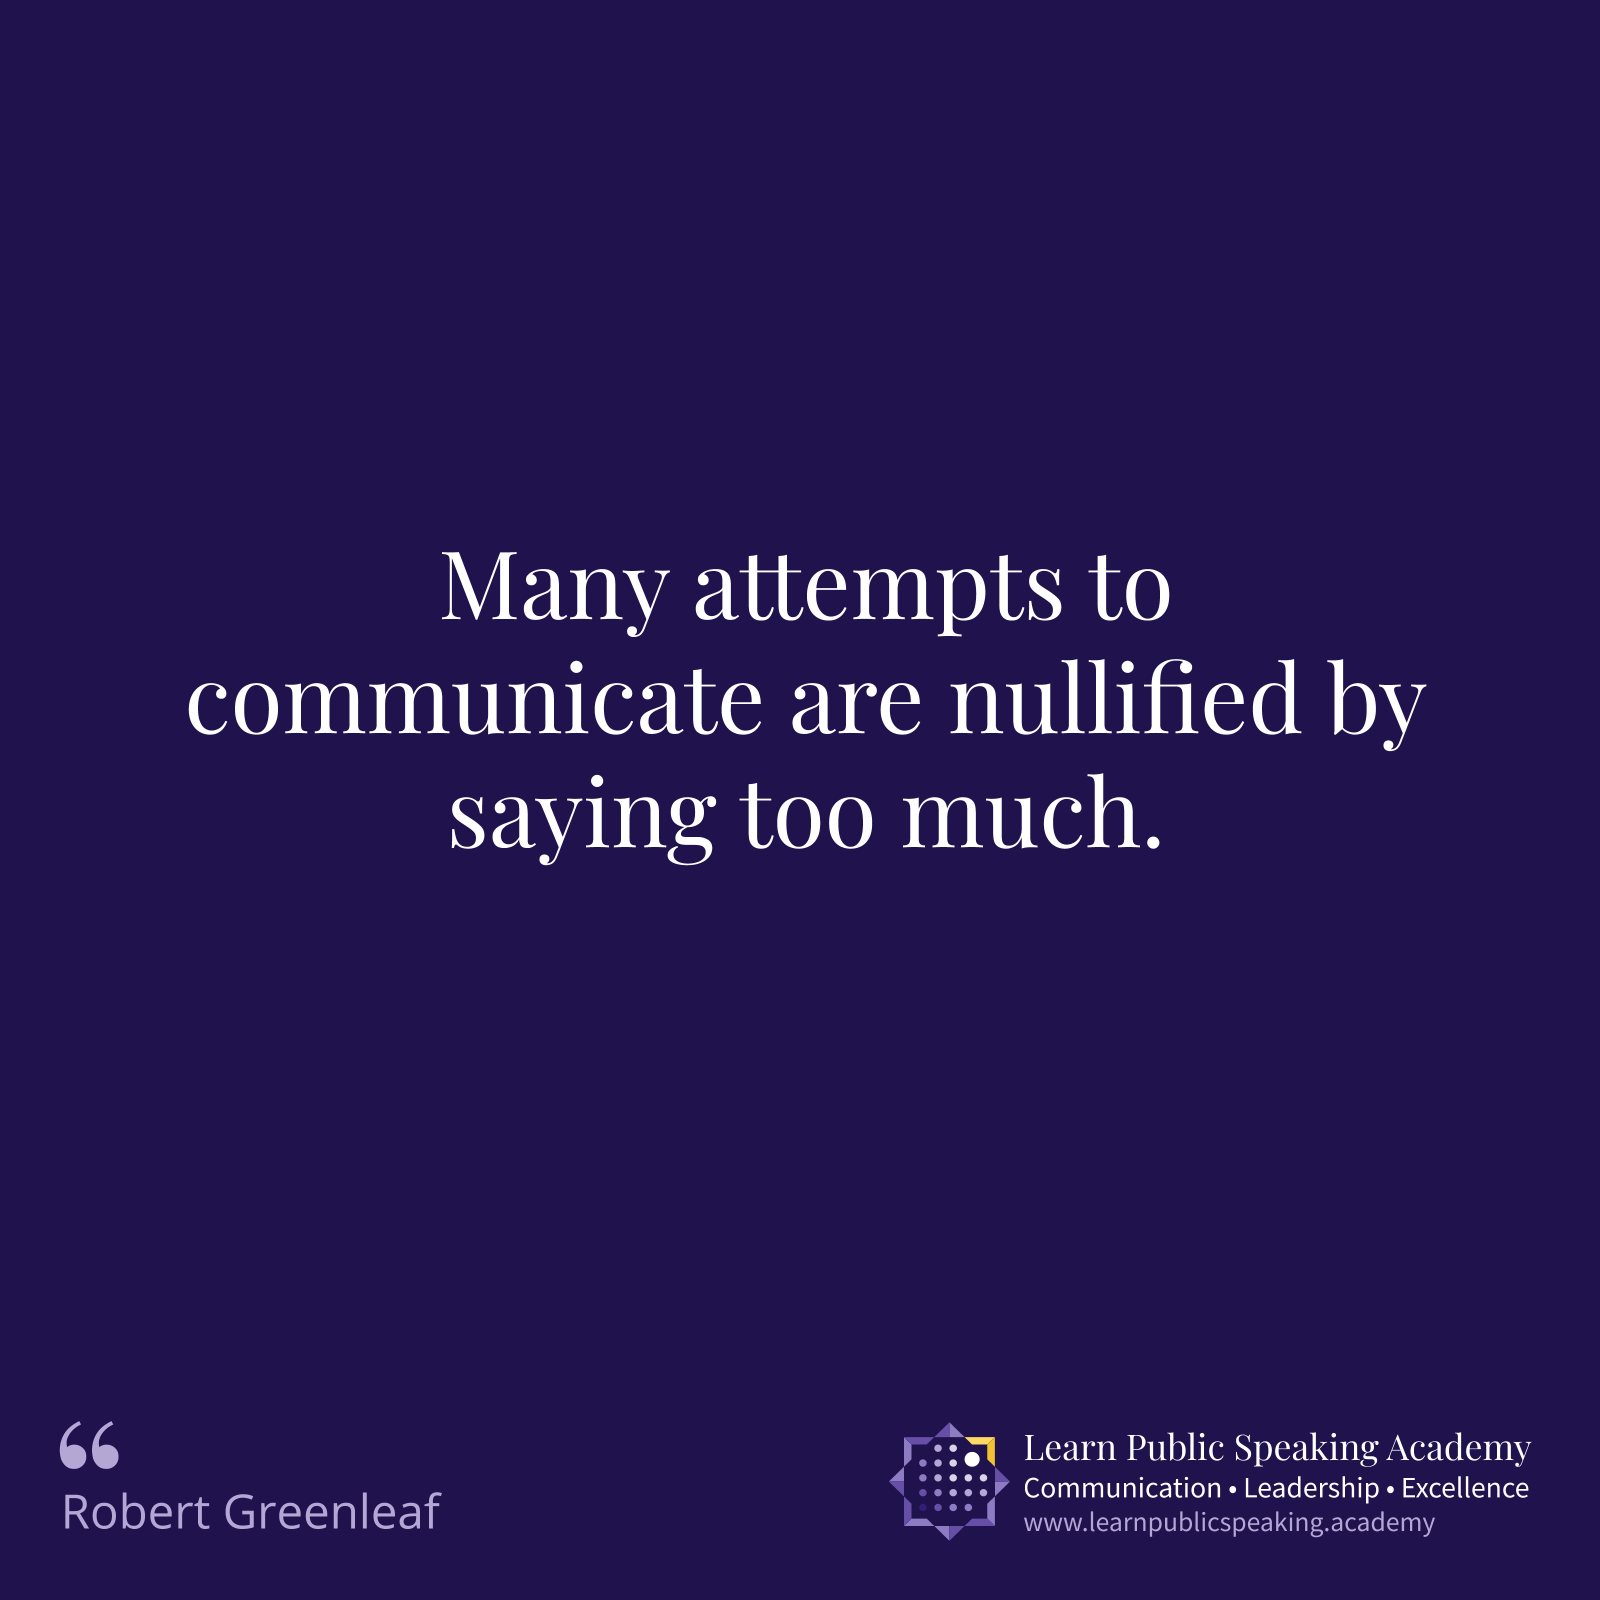 Many attempts to
communicate are nullified by
saying too much.
“
Robert Greenleaf
Learn Public Speaking Academy
Communication • Leadership • Excellence
www.learnpublicspeaking.academy